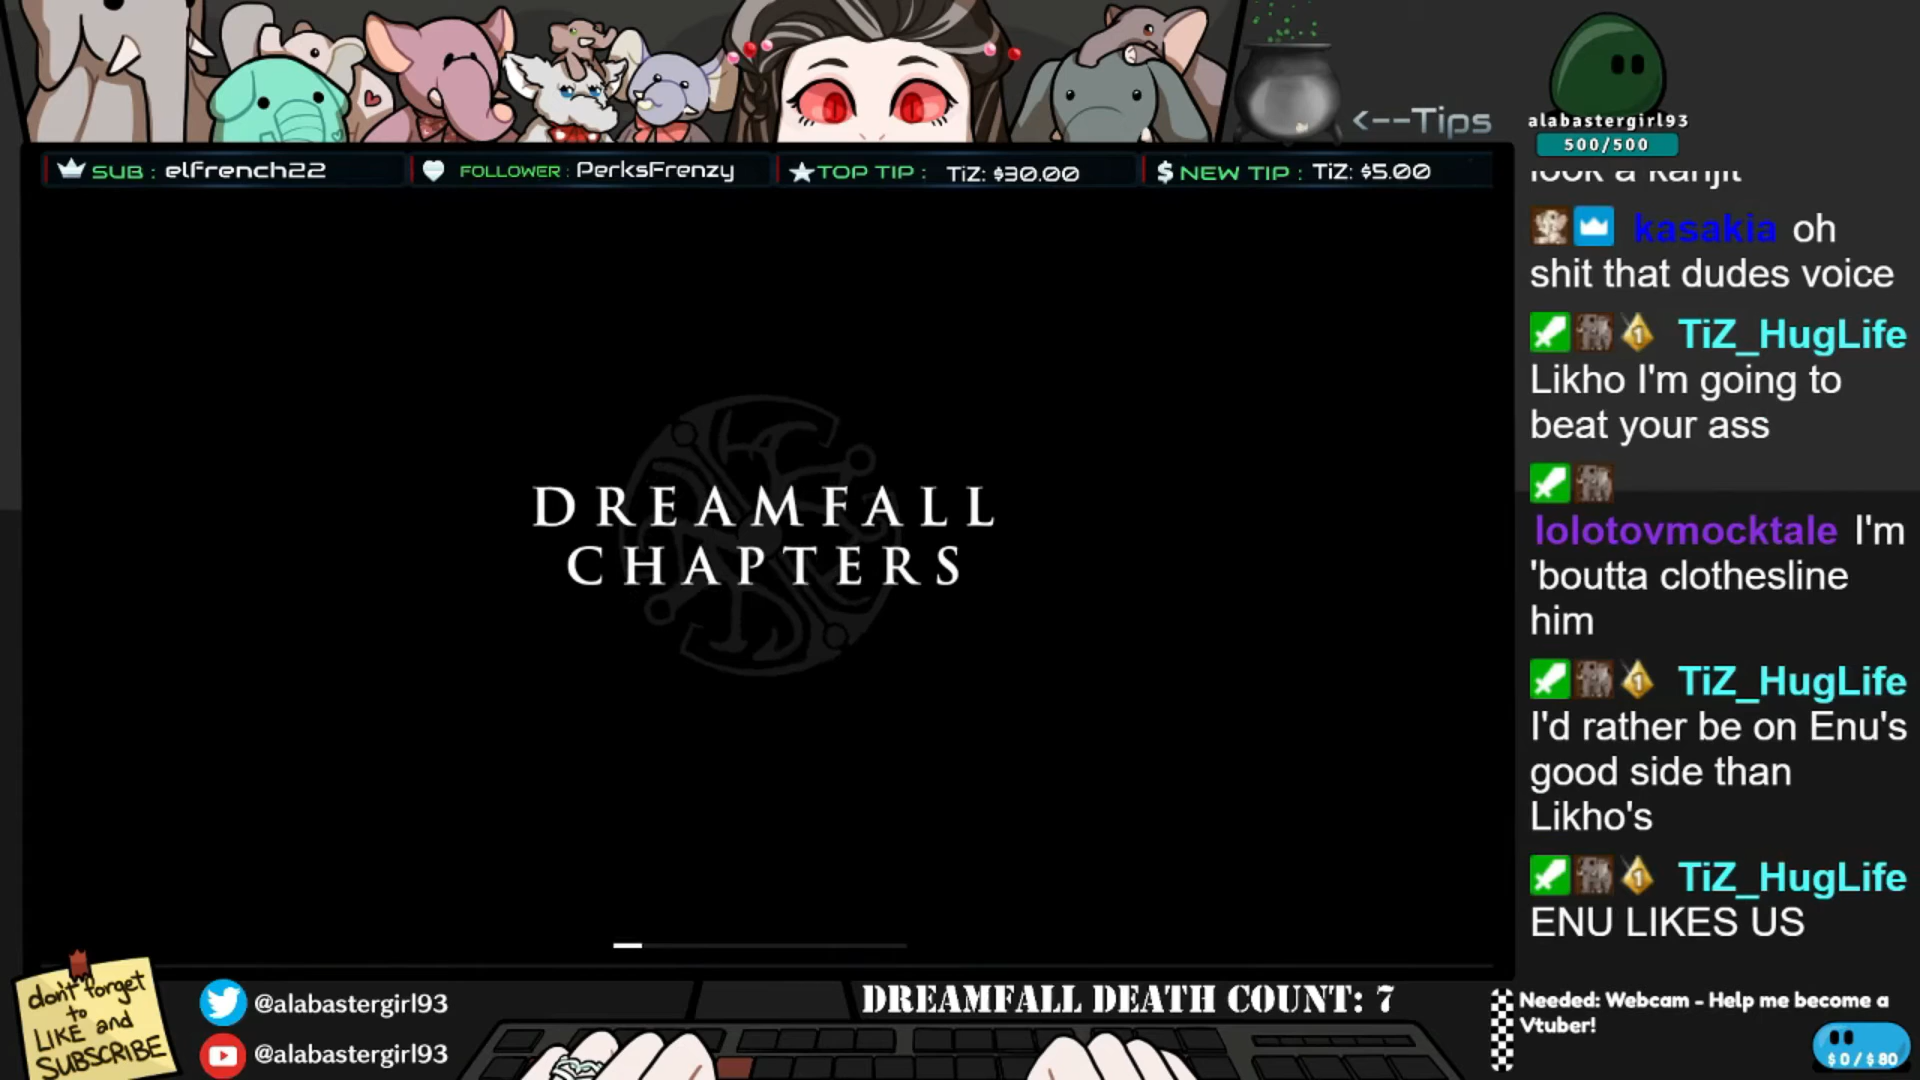 <--Tips
alabastergirl93
500/500
SUB : elfrench22
FOLLOWER : PerksFrenzy
TOP TIP : TiZ: $30.00
$ NEW TIP : TiZ: $5.00
look a kanjit
kasakia oh
shit that dudes voice
TiZ_HugLife
Likho I'm going to
beat your ass
lolotovmocktale I'm
'boutta clothesline
him
TiZ_HugLife
I'd rather be on Enu's
good side than
Likho's
TiZ_HugLife
ENU LIKES US
DREAMFALL
CHAPTERS
don't forget
to
LIKE and
SUBSCRIBE
@alabastergirl93
@alabastergirl93
DREAMFALL DEATH COUNT: 7
Needed: Webcam - Help me become a
Vtuber!
$0/$80